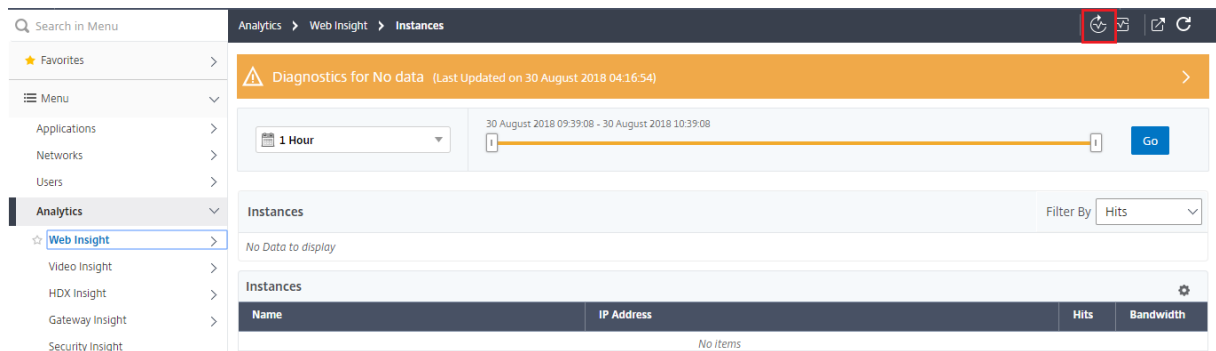 Search in Menu
Favorites
Menu
Applications
Networks
Users
Analytics
Web Insight
Video Insight
HDX Insight
Gateway Insight
Security Insight
Analytics > Web Insight > Instances
Diagnostics for No data (Last Updated on 30 August 2018 04:16:54)
1 Hour
30 August 2018 09:39:08 - 30 August 2018 10:39:08
Go
Instances
Filter By Hits
No Data to display
Instances
Name IP Address Hits Bandwidth
No items